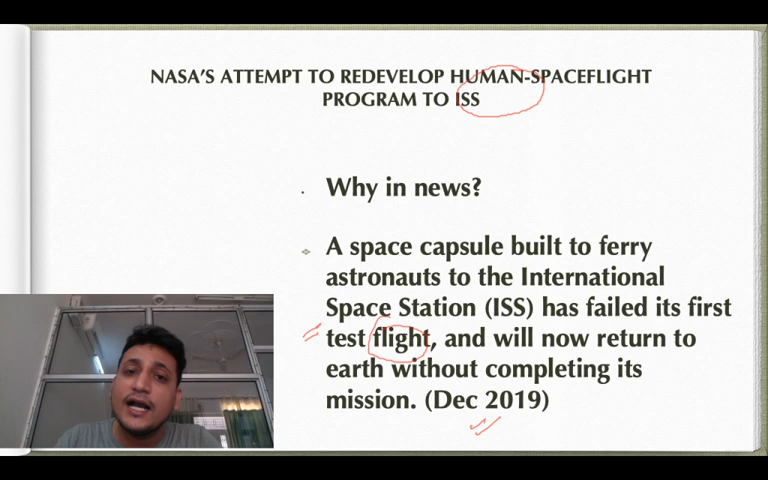 NASA'S ATTEMPT TO REDEVELOP HUMAN-SPACEFLIGHT
PROGRAM TO ISS
Why in news?
A space capsule built to ferry
astronauts to the International
Space Station (ISS) has failed its first
test flight, and will now return to
earth without completing its
mission. (Dec 2019)